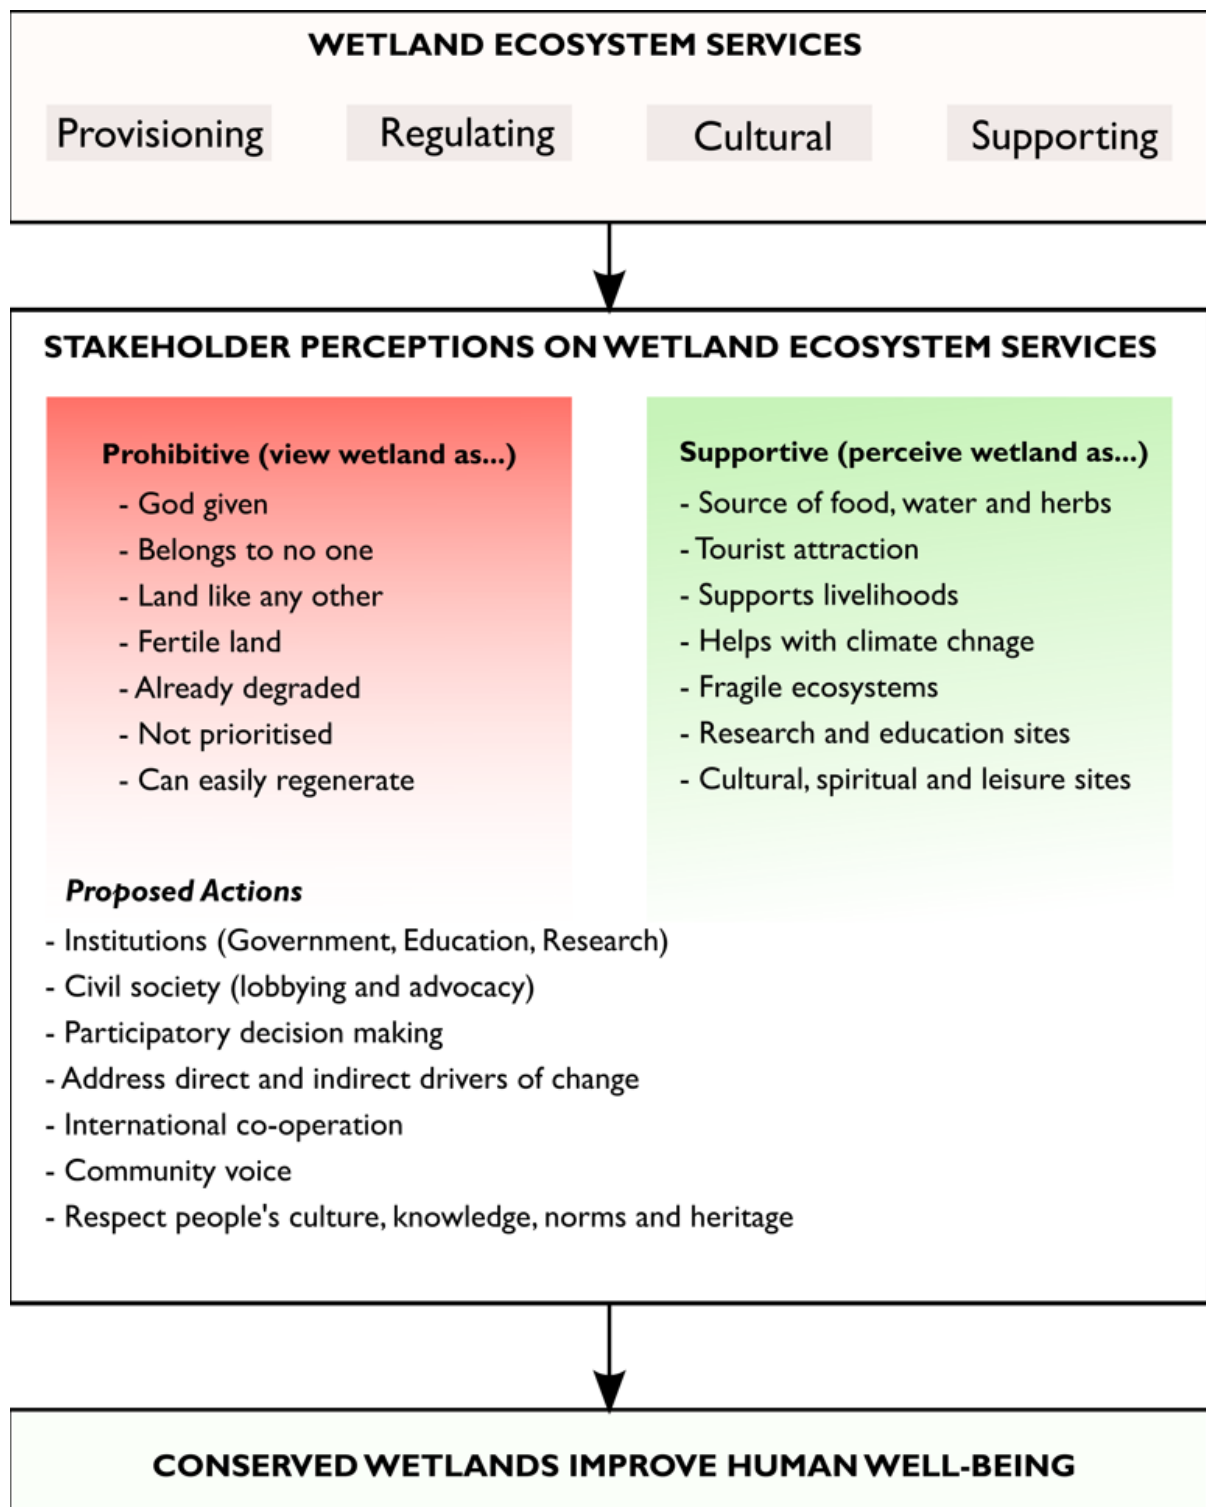 WETLAND ECOSYSTEM SERVICES
Provisioning
Regulating
Cultural
Supporting
STAKEHOLDER PERCEPTIONS ON WETLAND ECOSYSTEM SERVICES
Prohibitive (view wetland as...)
- God given
- Belongs to no one
- Land like any other
- Fertile land
- Already degraded
- Not prioritised
- Can easily regenerate
Supportive (perceive wetland as...)
- Source of food, water and herbs
- Tourist attraction
- Supports livelihoods
- Helps with climate chnage
- Fragile ecosystems
- Research and education sites
- Cultural, spiritual and leisure sites
Proposed Actions
- Institutions (Government, Education, Research)
- Civil society (lobbying and advocacy)
- Participatory decision making
- Address direct and indirect drivers of change
- International co-operation
- Community voice
- Respect people's culture, knowledge, norms and heritage
CONSERVED WETLANDS IMPROVE HUMAN WELL-BEING